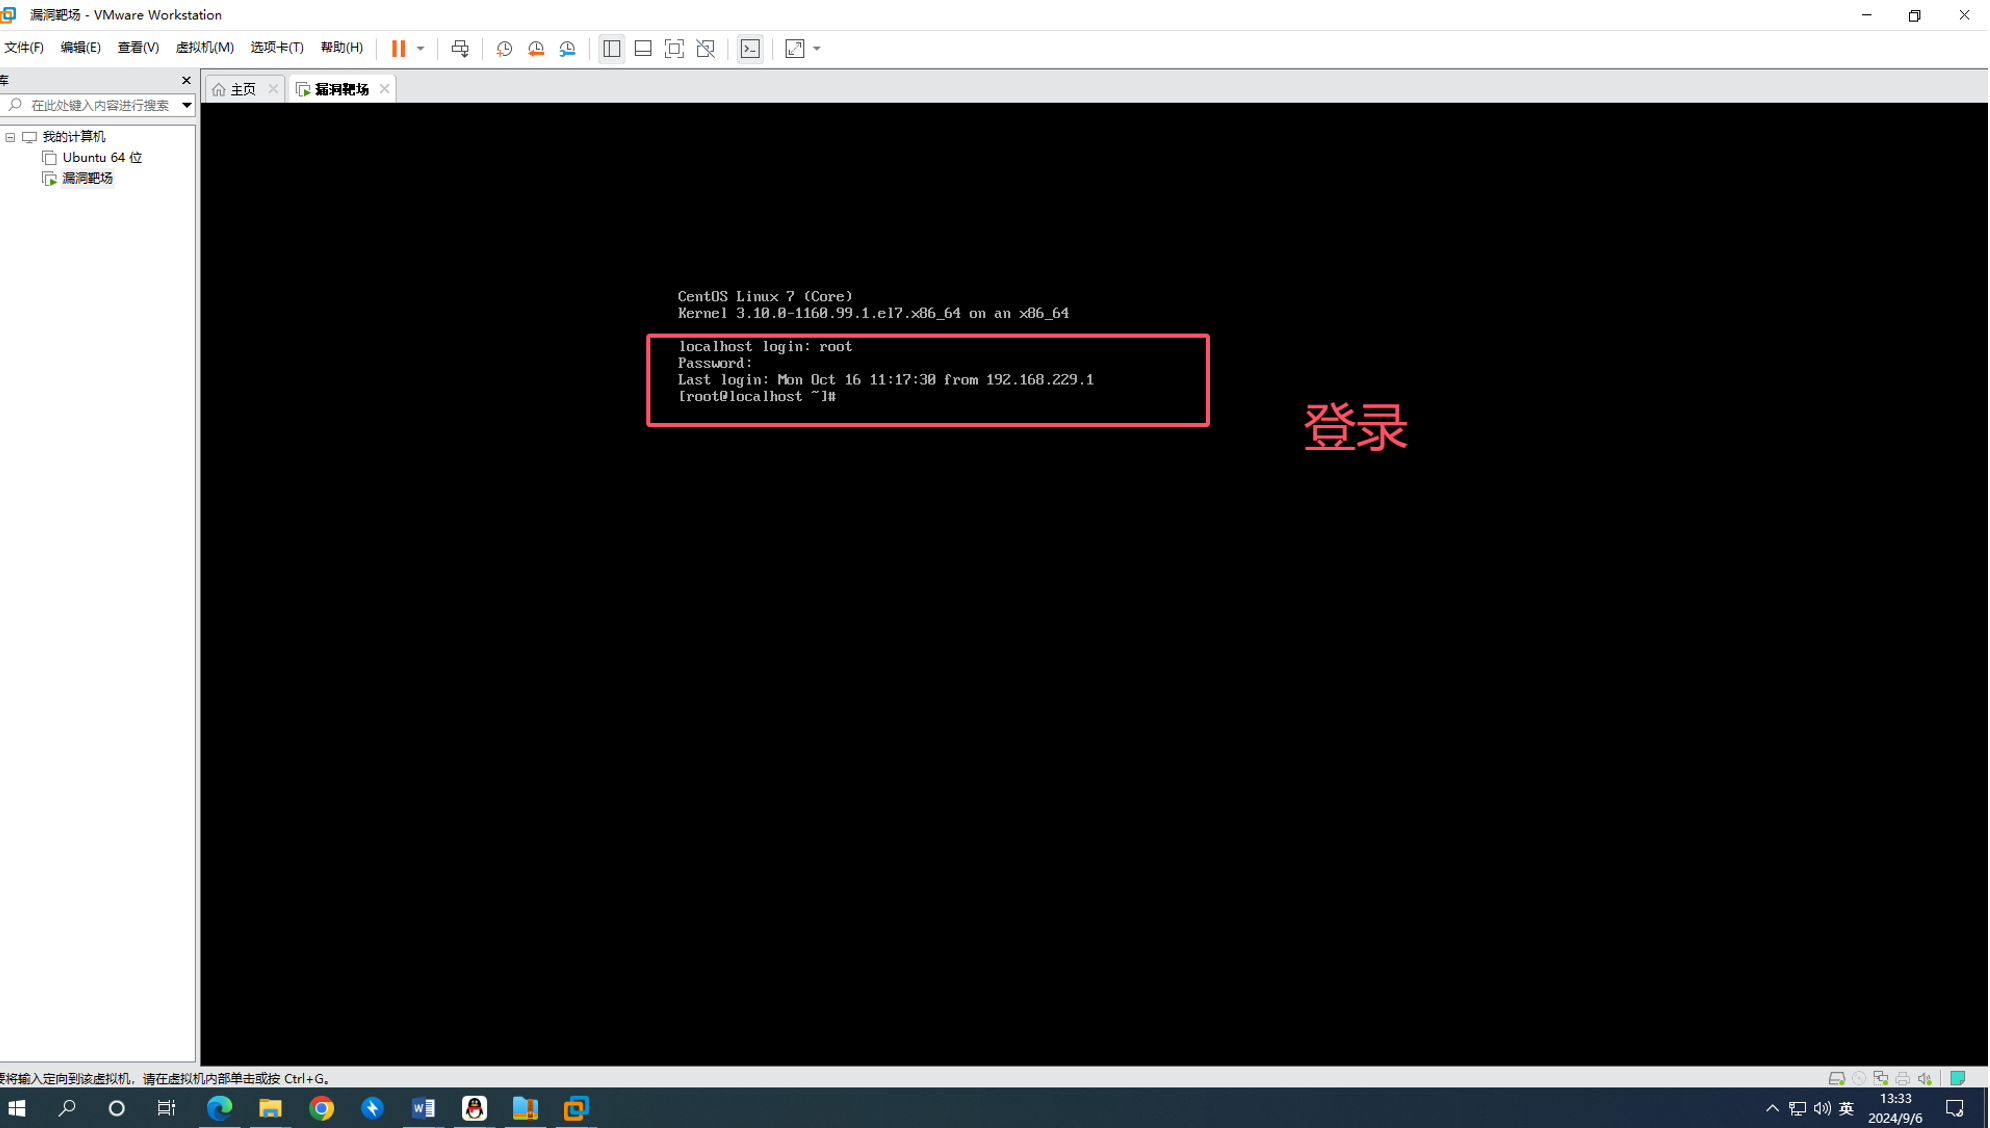 漏洞靶场 - VMware Workstation
文件(F) 编辑(E) 查看(V) 虚拟机(M) 选项卡(T) 帮助(H)
库
主页 漏洞靶场
在此处键入内容进行搜索
我的计算机
Ubuntu 64 位
漏洞靶场
CentOS Linux 7 (Core)
Kernel 3.10.0-1160.99.1.el7.x86_64 on an x86_64
localhost login: root
Password:
Last login: Mon Oct 16 11:17:30 from 192.168.229.1
[root@localhost ~]#
登录
要将输入定向到该虚拟机，请在虚拟机内部单击或按 Ctrl+G。
英
13:33
2024/9/6